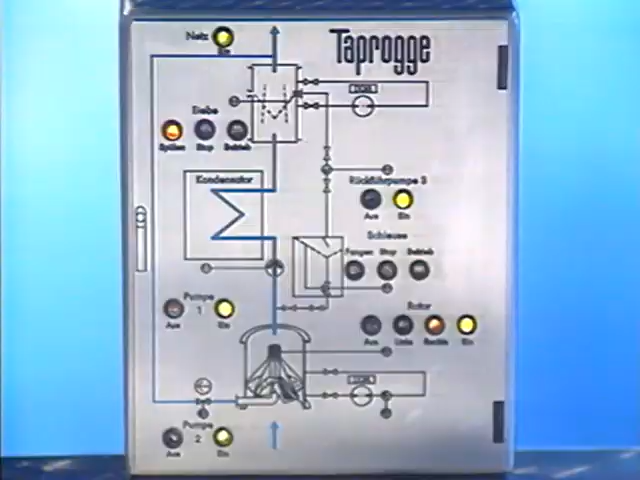 Taprogge
Netz
Ein
Siebe
Spülen Stop Betrieb
Kondensator
Rückführpumpe 3
Aus Ein
Schleuse
Fangen Stop Betrieb
Pumpe
1
Aus Ein
Rotor
Aus Links Rechts Ein
Pumpe
2
Aus Ein